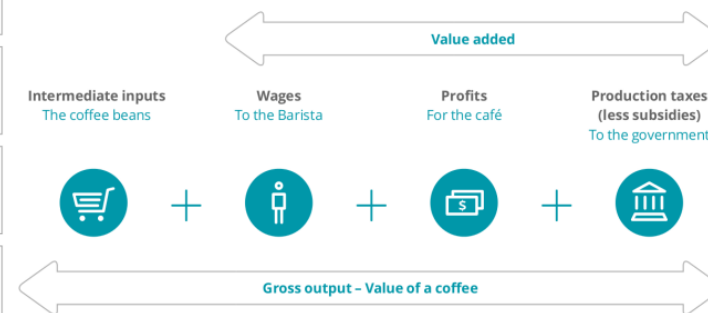 Value added
Intermediate inputs
The coffee beans
Wages
To the Barista
Profits
For the café
Production taxes
(less subsidies)
To the government
$
Gross output – Value of a coffee